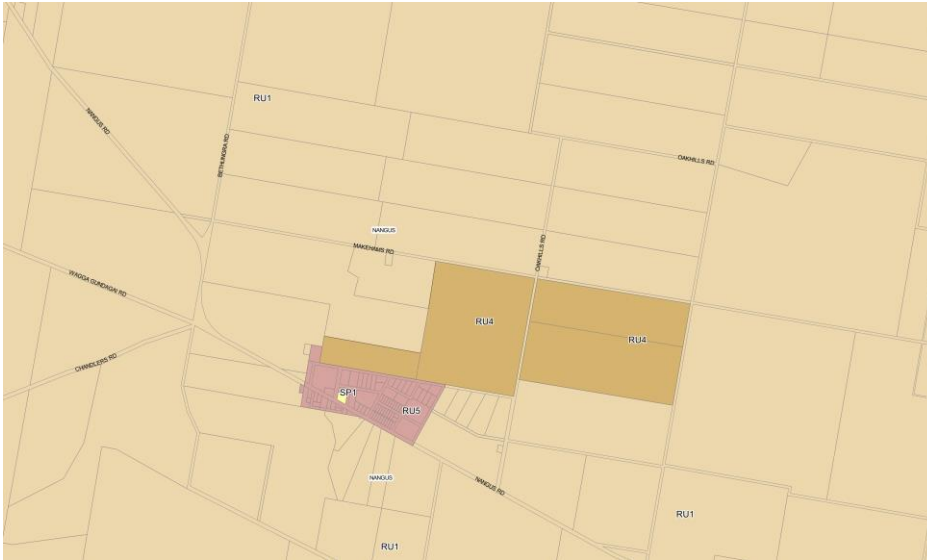 RU1
NANGUS RD
BETHUNGRA RD
OAKHILLS RD
NANGUS
MAKEHAMS RD
OAKHILLS RD
WAGGA GUNDAGAI RD
RU4
RU4
CHANDLERS RD
SP1
RU5
NANGUS
NANGUS RD
RU1
RU1